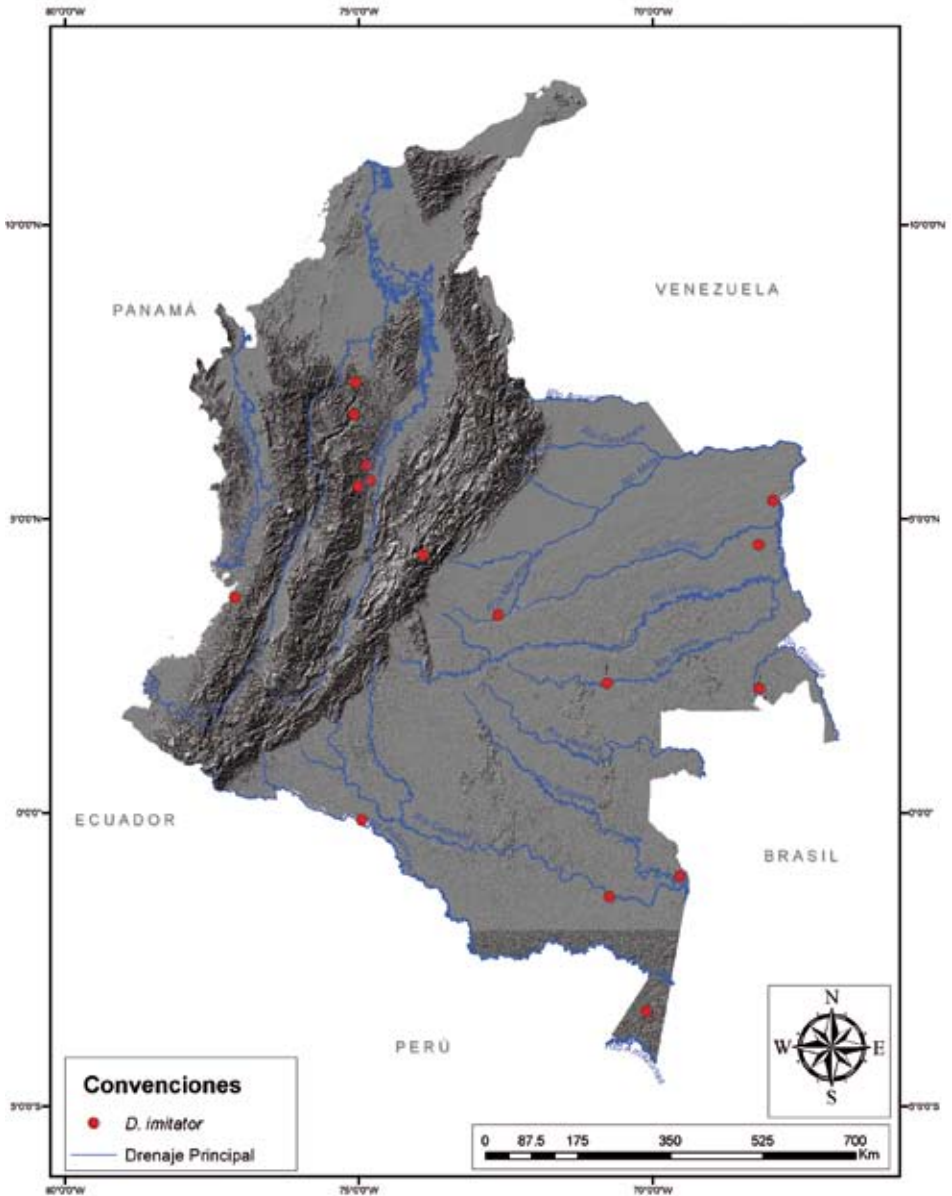 80°0'0"W 75°0'0"W 70°0'0"W
10°0'0"N 10°0'0"N
VENEZUELA
PANAMÁ
Río Meta
5°0'0"N 5°0'0"N
0°0'0" 0°0'0"
ECUADOR
BRASIL
PERÚ
N
W E
S
Convenciones
D. imitator
Drenaje Principal
0 87.5 175 350 525 700
Km
5°0'0"S 5°0'0"S
80°0'0"W 75°0'0"W 70°0'0"W